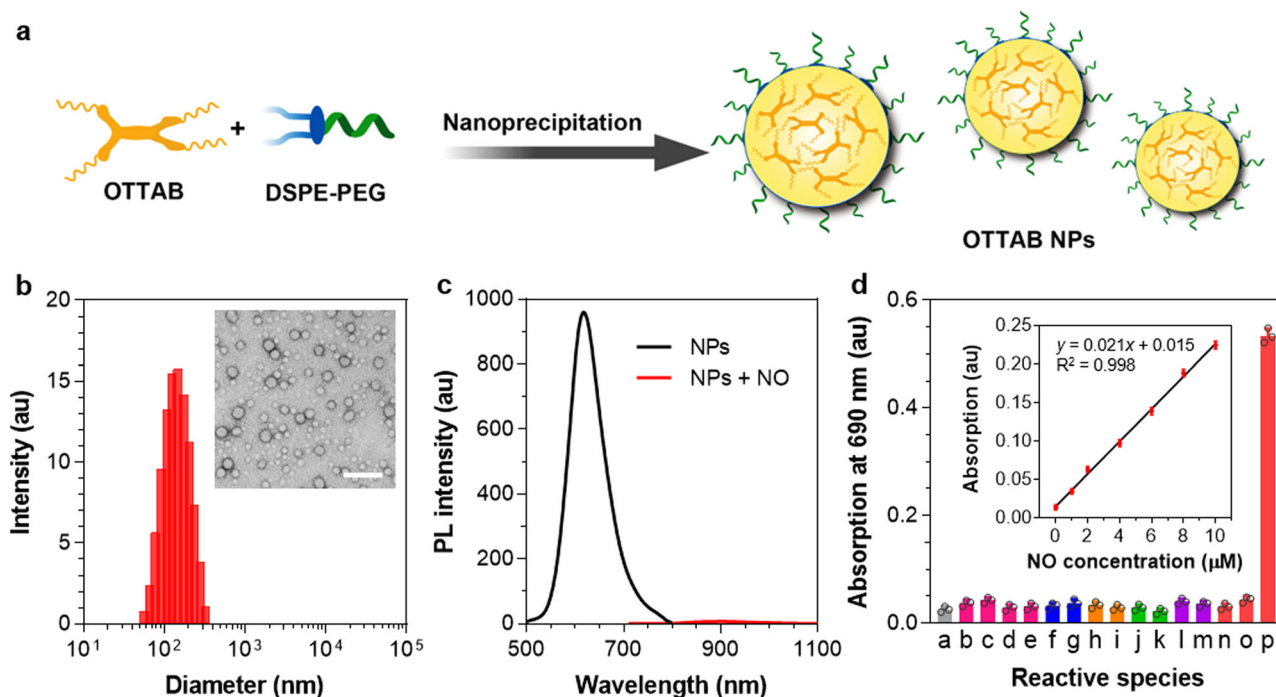 a
OTTAB
+
DSPE-PEG
Nanoprecipitation
OTTAB NPs
b
Intensity (au)
20
15
10
5
0
10¹ 10² 10³ 10⁴ 10⁵
Diameter (nm)
c
PL intensity (au)
1000
800
600
400
200
0
NPs
NPs + NO
500 700 900 1100
Wavelength (nm)
d
Absorption at 690 nm (au)
0.6
0.4
0.2
0.0
Absorption (au)
0.25
0.20
0.15
0.10
0.05
0.00
y = 0.021x + 0.015
R² = 0.998
0 2 4 6 8 10
NO concentration (μM)
a b c d e f g h i j k l m n o p
Reactive species